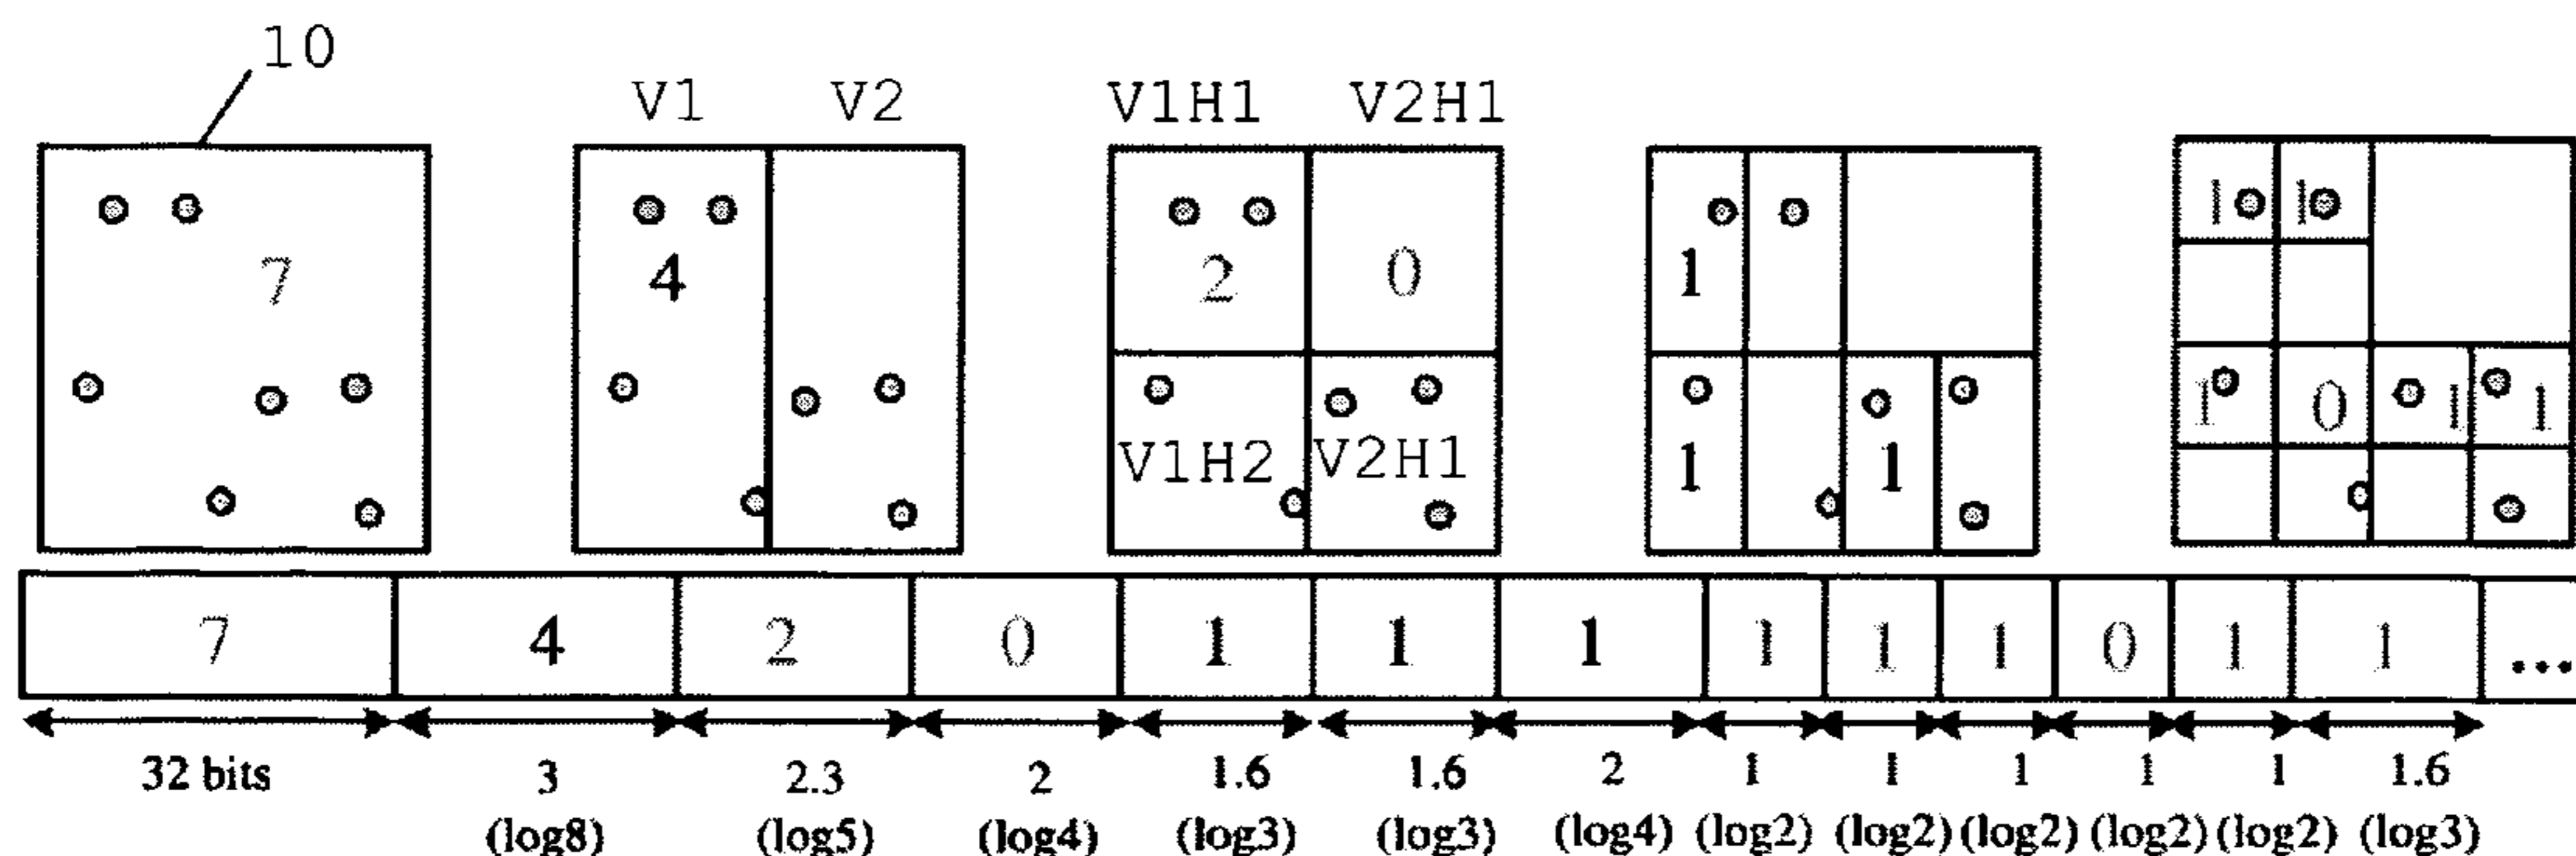 10
V1 V2 V1H1 V2H1
1 1
7 4 2 0 1
1 0 1 1
V1H2 V2H1 1 1
7 4 2 0 1 1 1 1 1 1 0 1 1 ...
32 bits 3 2.3 2 1.6 1.6 2 1 1 1 1 1 1.6
(log8) (log5) (log4) (log3) (log3) (log4) (log2) (log2) (log2) (log2) (log2) (log3)